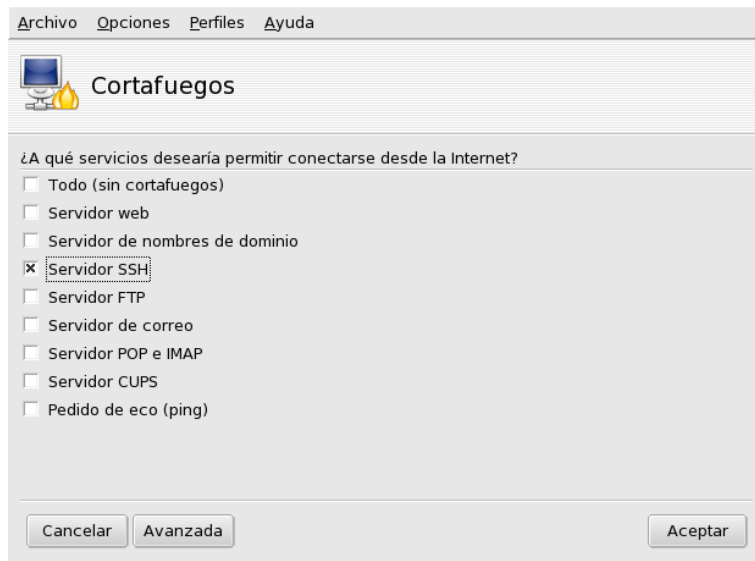 Archivo Opciones Perfiles Ayuda
Cortafuegos
¿A qué servicios desearía permitir conectarse desde la Internet?
Todo (sin cortafuegos)
Servidor web
Servidor de nombres de dominio
Servidor SSH
Servidor FTP
Servidor de correo
Servidor POP e IMAP
Servidor CUPS
Pedido de eco (ping)
Cancelar Avanzada Aceptar